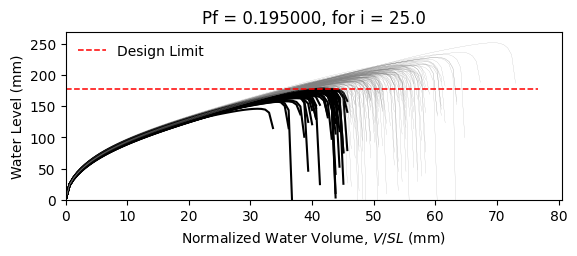 Pf = 0.195000, for i = 25.0
250
200
150
100
50
0
Water Level (mm)
Design Limit
0 10 20 30 40 50 60 70 80
Normalized Water Volume, V/SL (mm)